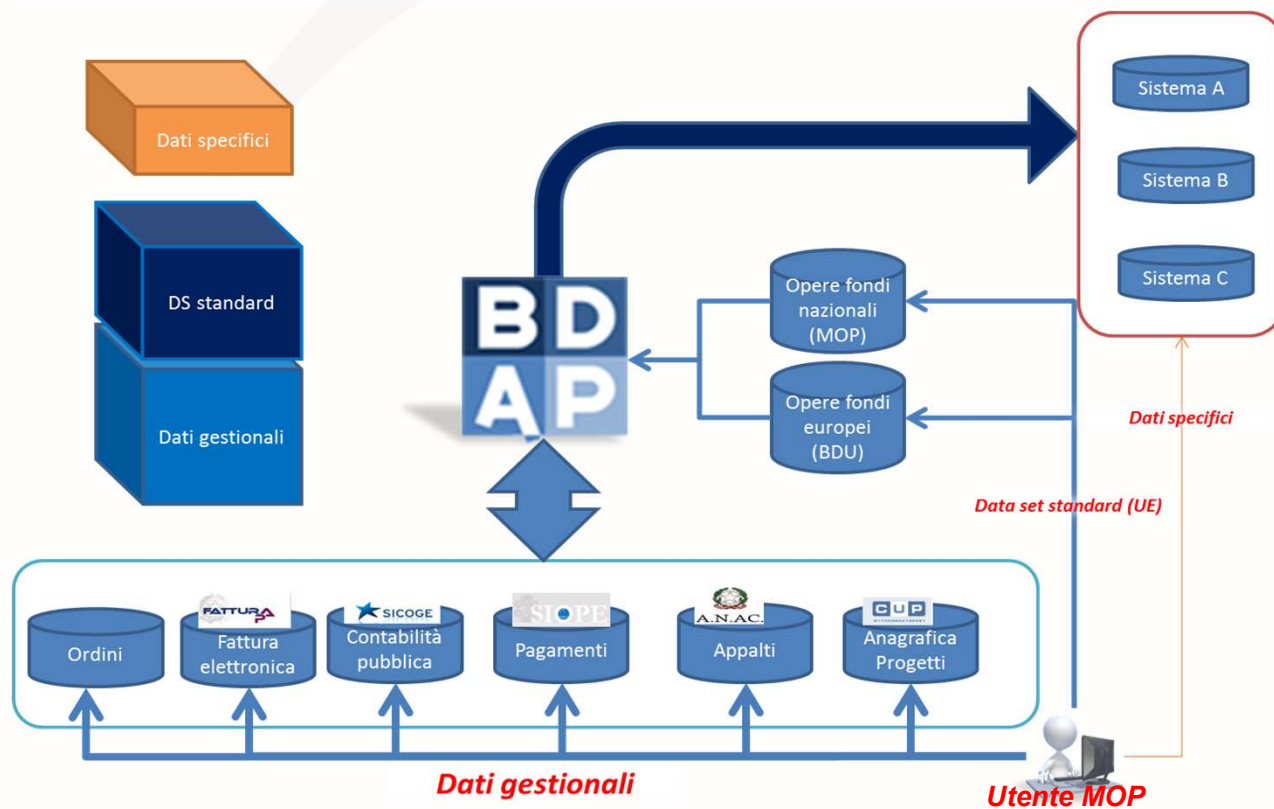 Dati specifici
DS standard
Dati gestionali
BD
AP
Opere fondi
nazionali
(MOP)
Opere fondi
europei
(BDU)
Sistema A
Sistema B
Sistema C
Dati specifici
Data set standard (UE)
Ordini
FATTURA
PA
Fattura
elettronica
SICOGE
Contabilità
pubblica
SIOPE
Pagamenti
A.N.AC.
Appalti
CUP
Anagrafica
Progetti
Dati gestionali
Utente MOP